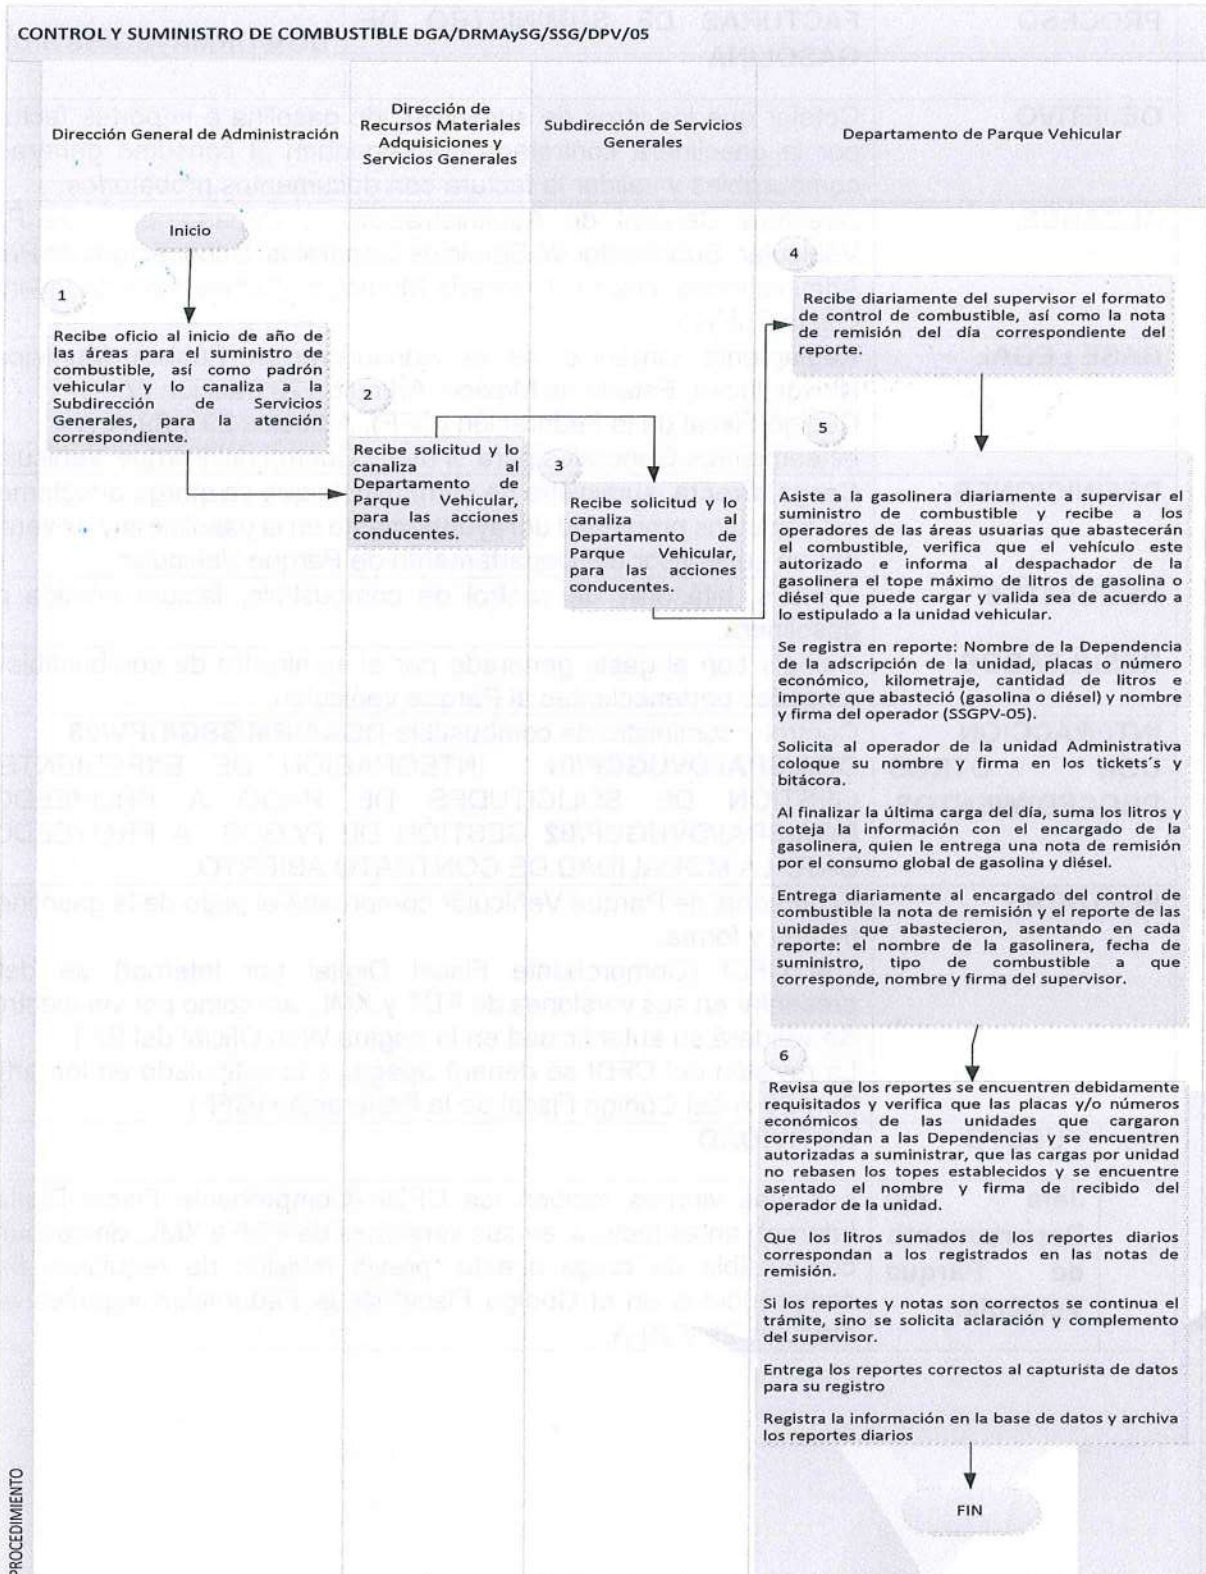 CONTROL Y SUMINISTRO DE COMBUSTIBLE DGA/DRMAySG/SSG/DPV/05
Dirección General de Administración
Dirección de
Recursos Materiales
Adquisiciones y
Servicios Generales
Subdirección de Servicios
Generales
Departamento de Parque Vehicular
Inicio
1
Recibe oficio al inicio de año de
las áreas para el suministro de
combustible, así como padrón
vehicular y lo canaliza a la
Subdirección de Servicios
Generales, para la atención
correspondiente.
2
Recibe solicitud y lo
canaliza al
Departamento de
Parque Vehicular,
para las acciones
conducentes.
3
Recibe solicitud y lo
canaliza al
Departamento de
Parque Vehicular,
para las acciones
conducentes.
4
Recibe diariamente del supervisor el formato
de control de combustible, así como la nota
de remisión del día correspondiente del
reporte.
5
Asiste a la gasolinera diariamente a supervisar el
suministro de combustible y recibe a los
operadores de las áreas usuarias que abastecerán
el combustible, verifica que el vehículo este
autorizado e informa al despachador de la
gasolinera el tope máximo de litros de gasolina o
diésel que puede cargar y valida sea de acuerdo a
lo estipulado a la unidad vehicular.
Se registra en reporte: Nombre de la Dependencia
de la adscripción de la unidad, placas o número
económico, kilometraje, cantidad de litros e
importe que abasteció (gasolina o diésel) y nombre
y firma del operador (SSGPV-05).
Solicita al operador de la unidad Administrativa
coloque su nombre y firma en los tickets´s y
bitácora.
Al finalizar la última carga del día, suma los litros y
coteja la información con el encargado de la
gasolinera, quien le entrega una nota de remisión
por el consumo global de gasolina y diésel.
Entrega diariamente al encargado del control de
combustible la nota de remisión y el reporte de las
unidades que abastecieron, asentando en cada
reporte: el nombre de la gasolinera, fecha de
suministro, tipo de combustible a que
corresponde, nombre y firma del supervisor.
6
Revisa que los reportes se encuentren debidamente
requisitados y verifica que las placas y/o números
económicos de las unidades que cargaron
correspondan a las Dependencias y se encuentren
autorizadas a suministrar, que las cargas por unidad
no rebasen los topes establecidos y se encuentre
asentado el nombre y firma de recibido del
operador de la unidad.
Que los litros sumados de los reportes diarios
correspondan a los registrados en las notas de
remisión.
Si los reportes y notas son correctos se continua el
trámite, sino se solicita aclaración y complemento
del supervisor.
Entrega los reportes correctos al capturista de datos
para su registro
Registra la información en la base de datos y archiva
los reportes diarios
FIN
PROCEDIMIENTO